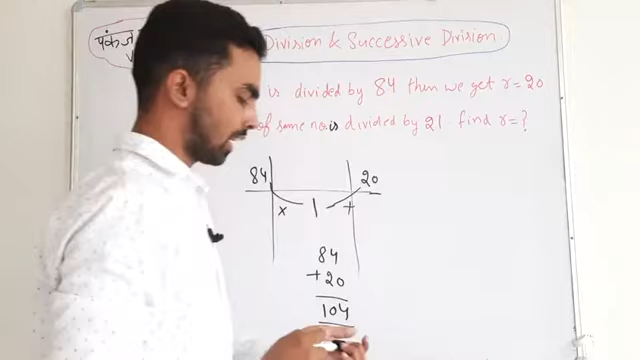 पंकज Division & Successive Division
is divided by 84 then we get r = 20
of same no. is divided by 21. find r = ?
84 20
x 1 +
84
+20
104